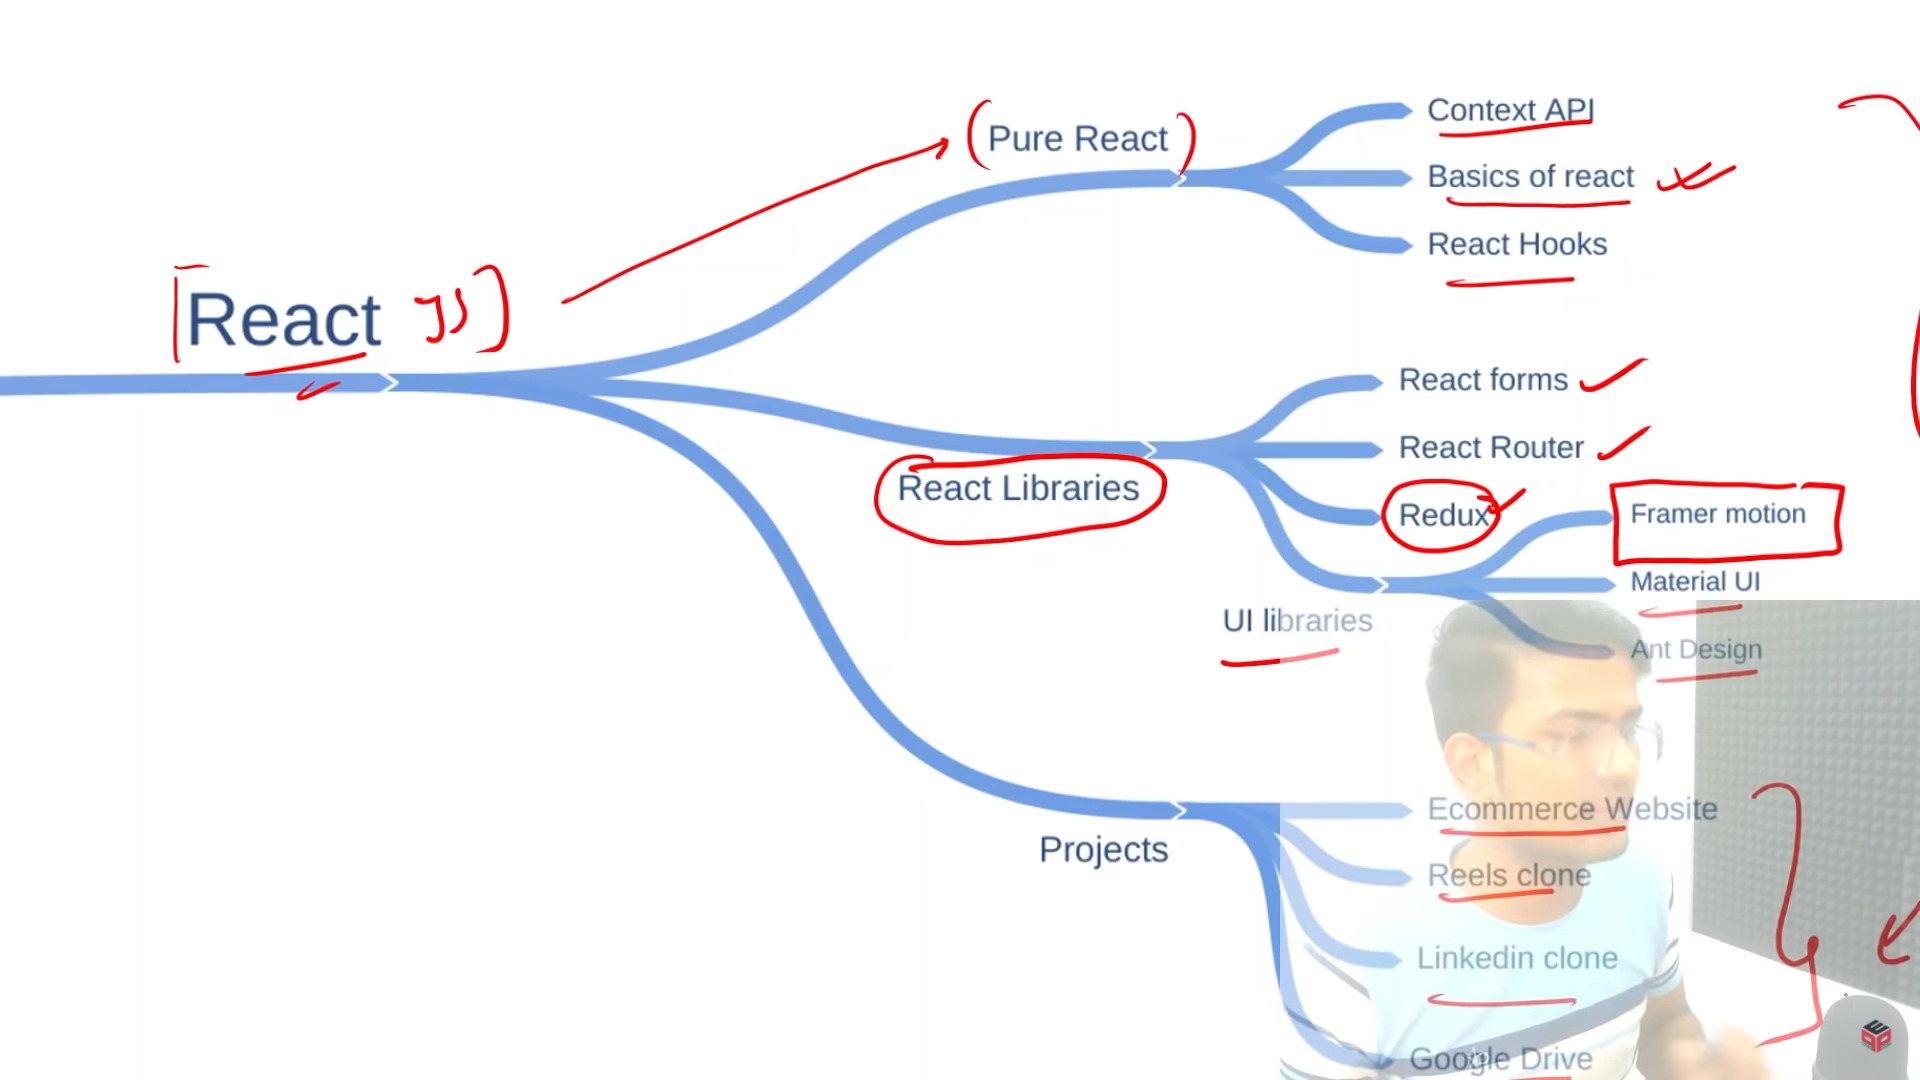 Context API
Pure React
Basics of react
React Hooks
React JS
React forms
React Router
React Libraries
Redux
Framer motion
Material UI
UI libraries
Ant Design
Ecommerce Website
Projects
Reels clone
Linkedin clone
Google Drive